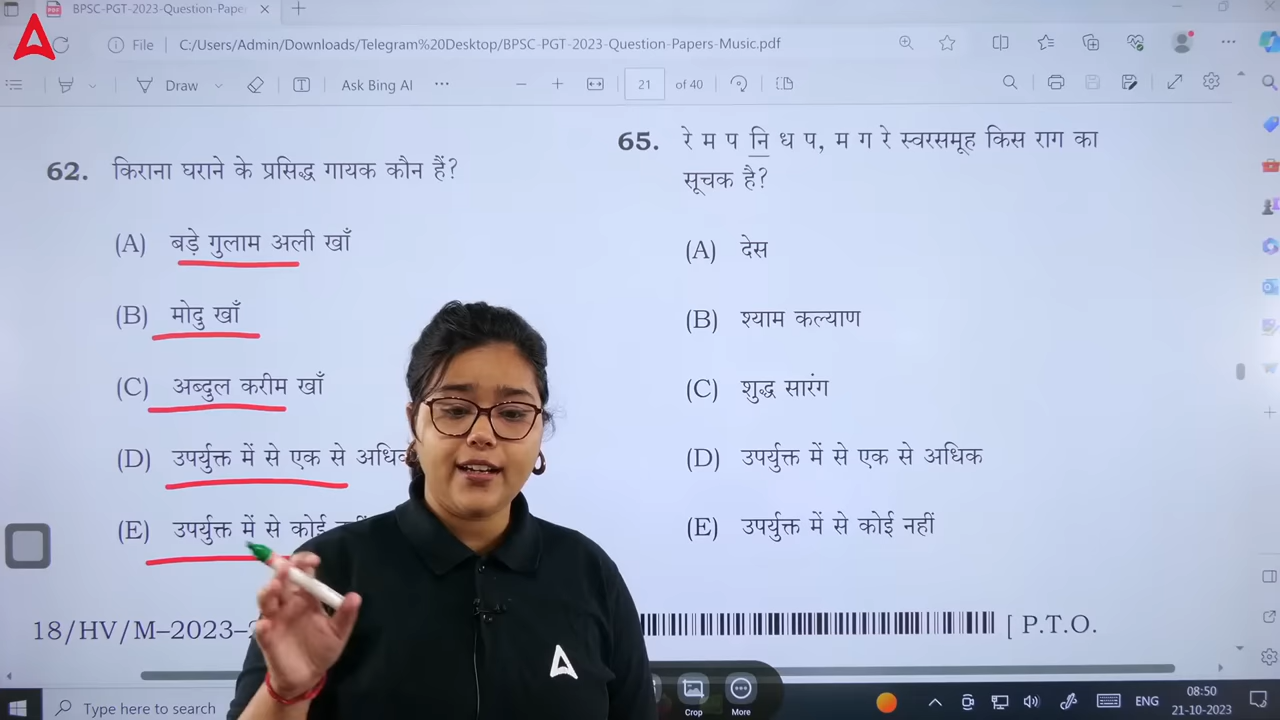 BPSC-PGT-2023-Question-Pape
File C:/Users/Admin/Downloads/Telegram%20Desktop/BPSC-PGT-2023-Question-Papers-Music.pdf
Draw Ask Bing AI 21 of 40
62. किराना घराने के प्रसिद्ध गायक कौन हैं?
(A) बड़े गुलाम अली खाँ
(B) मोदु खाँ
(C) अब्दुल करीम खाँ
(D) उपर्युक्त में से एक से अधिक
(E) उपर्युक्त में से कोई
18/HV/M–2023–
65. रे म प नि ध प, म ग रे स्वरसमूह किस राग का
सूचक है?
(A) देस
(B) श्याम कल्याण
(C) शुद्ध सारंग
(D) उपर्युक्त में से एक से अधिक
(E) उपर्युक्त में से कोई नहीं
[ P.T.O.
Crop More
Type here to search
ENG
08:50
21-10-2023